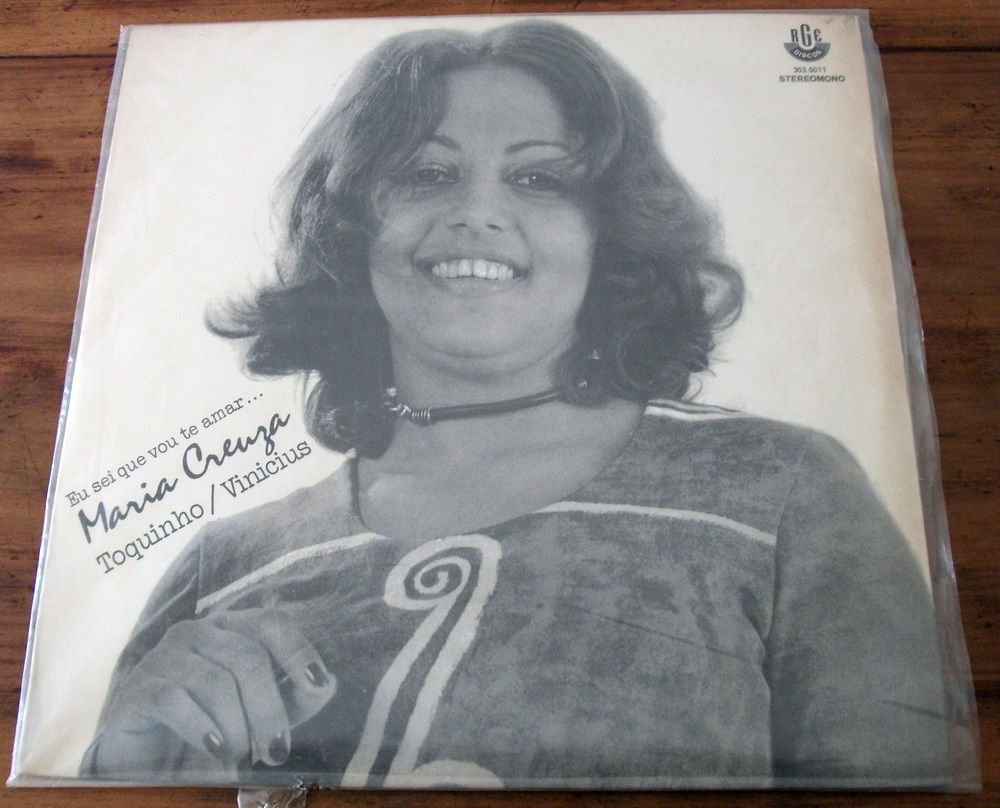 RGE
DISCOS
303.0011
STEREOMONO
Eu sei que vou te amar...
Maria Creuza
Toquinho / Vinicius